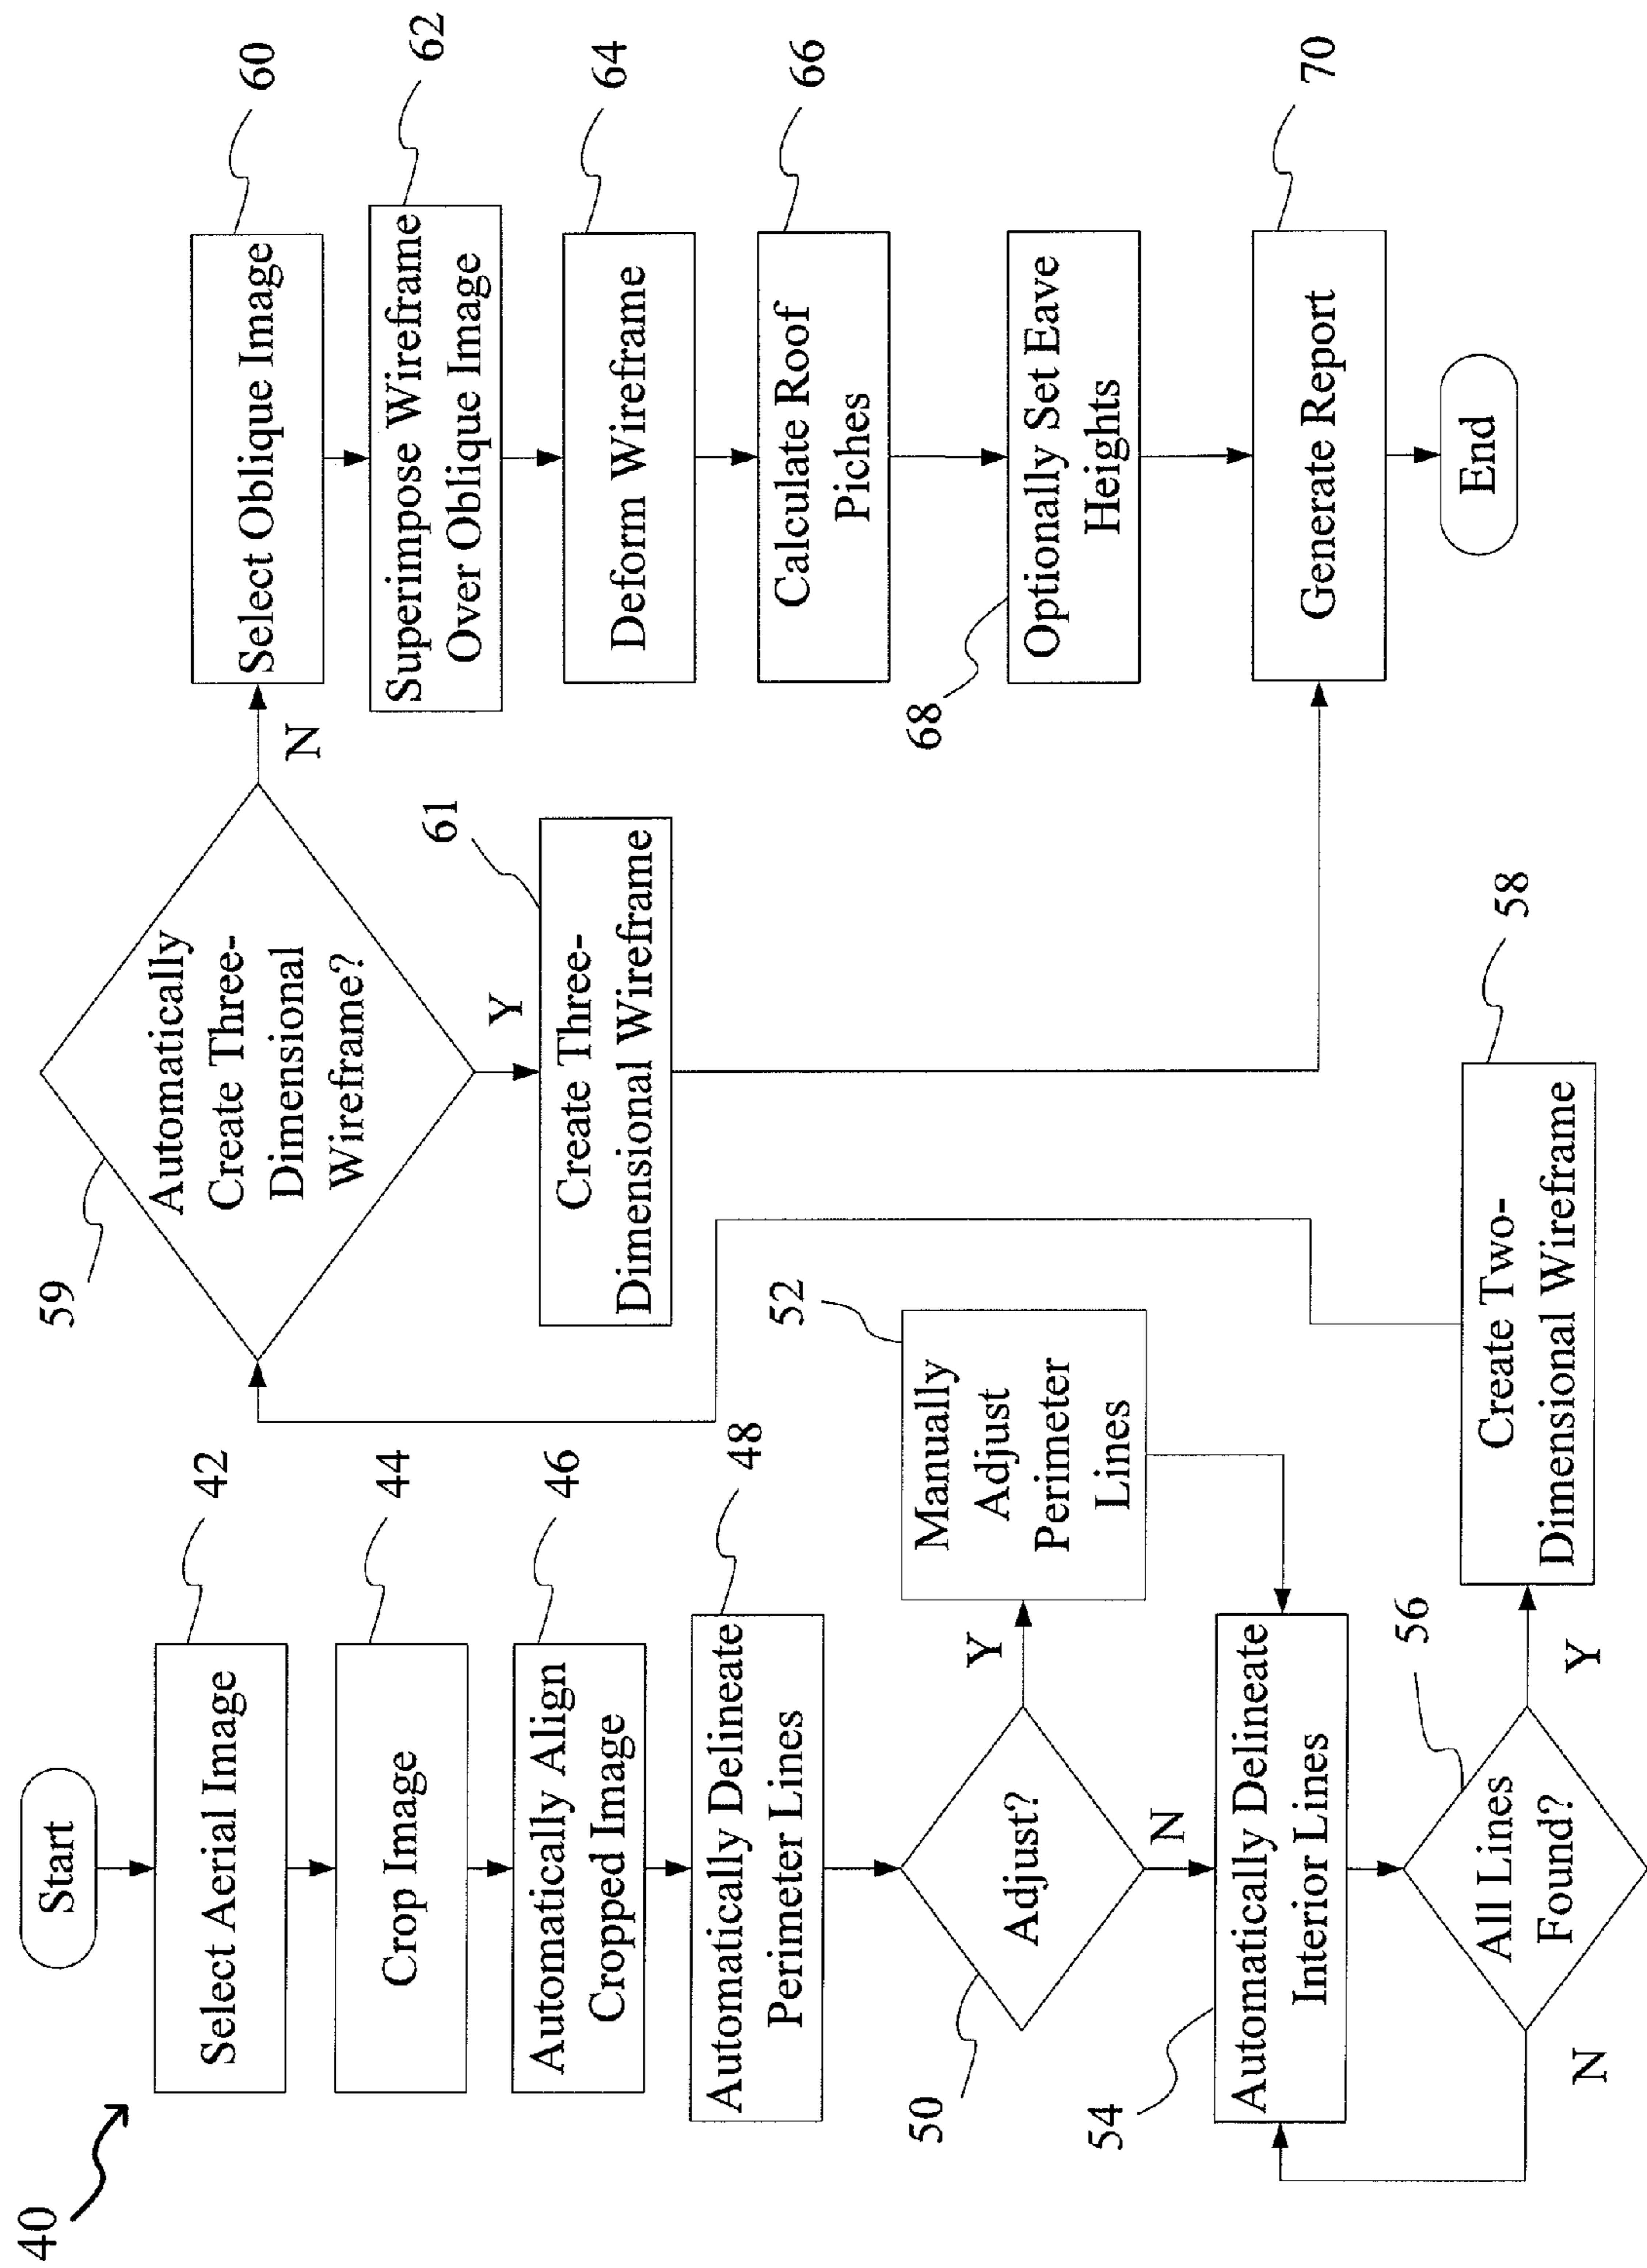 40
Start
Select Aerial Image
42
Crop Image
44
Automatically Align
Cropped Image
46
Automatically Delineate
Perimeter Lines
48
Adjust?
50
Y
N
Manually
Adjust
Perimeter
Lines
52
Automatically Delineate
Interior Lines
54
All Lines
Found?
56
N
Y
Create Two-
Dimensional Wireframe
58
Automatically
Create Three-
Dimensional
Wireframe?
59
N
Y
Create Three-
Dimensional Wireframe
61
Select Oblique Image
60
Superimpose Wireframe
Over Oblique Image
62
Deform Wireframe
64
Calculate Roof
Piches
66
Optionally Set Eave
Heights
68
Generate Report
70
End